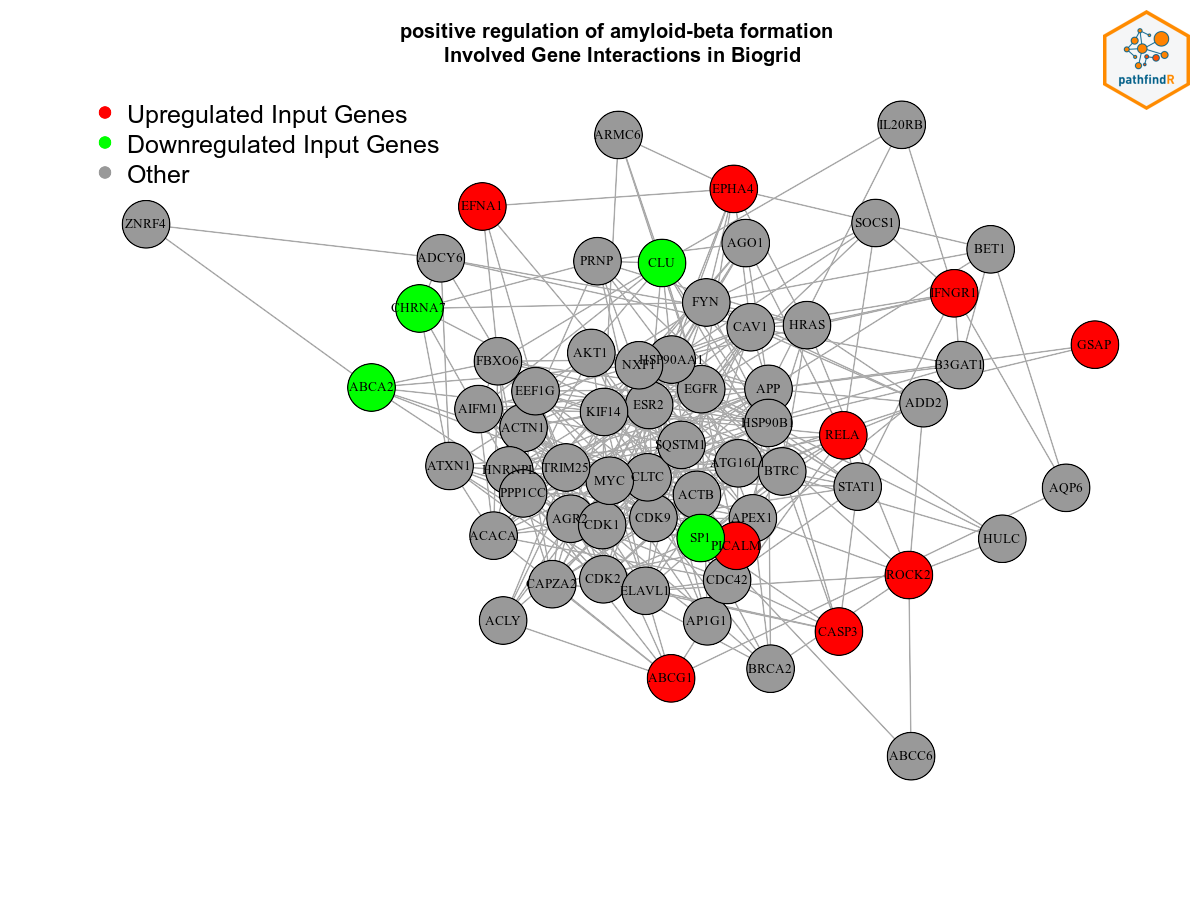 positive regulation of amyloid-beta formation
Involved Gene Interactions in Biogrid
pathfindR
Upregulated Input Genes
Downregulated Input Genes
Other
ARMC6
IL20RB
EPHA4
EFNA1
ZNRF4
SOCS1
AGO1
BET1
ADCY6
PRNP
CLU
IFNGR1
FYN
CHRNA7
CAV1
HRAS
GSAP
AKT1
HSP90AA1
NXF1
FBXO6
B3GAT1
ABCA2
EEF1G
EGFR
APP
ADD2
ESR2
AIFM1
KIF14
HSP90B
ACTN1
RELA
SQSTM1
ATG16L1
ATXN1
HNRNPL
TRIM25
BTRC
CLTC
MYC
STAT1
AQP6
PPP1CC
ACTB
AGR2
CDK9
APEX1
CDK1
ACACA
SP1
PICALM
HULC
ROCK2
CAPZA2
CDK2
CDC42
ELAVL1
ACLY
AP1G1
CASP3
BRCA2
ABCG1
ABCC6